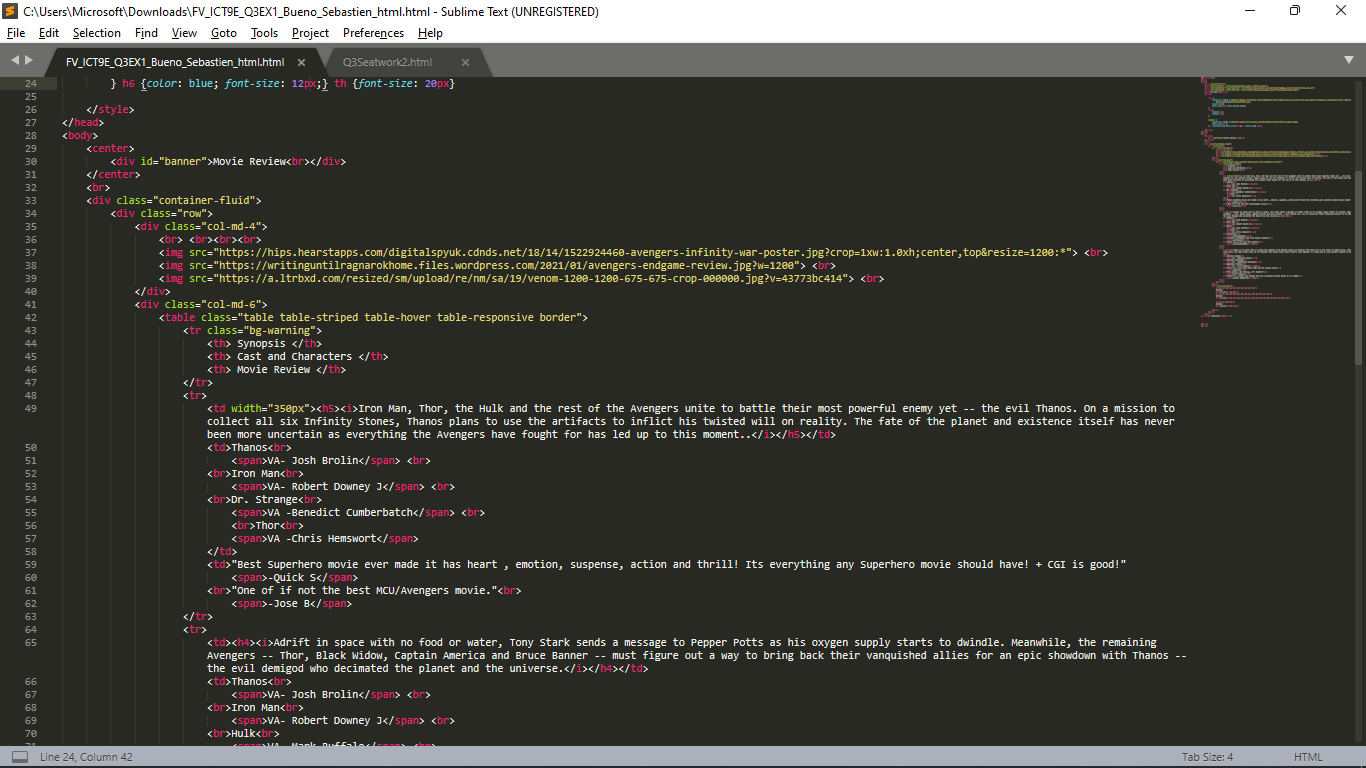 C:\Users\Microsoft\Downloads\FV_ICT9E_Q3EX1_Bueno_Sebastien_html.html - Sublime Text (UNREGISTERED)
File Edit Selection Find View Goto Tools Project Preferences Help
FV_ICT9E_Q3EX1_Bueno_Sebastien_html.html × Q3Seatwork2.html ×
24 } h6 {color: blue; font-size: 12px;} th {font-size: 20px}
25
26 </style>
27 </head>
28 <body>
29 <center>
30 <div id="banner">Movie Review<br></div>
31 </center>
32 <br>
33 <div class="container-fluid">
34 <div class="row">
35 <div class="col-md-4">
36 <br> <br><br><br>
37 <img src="https://hips.hearstapps.com/digitalspyuk.cdnds.net/18/14/1522924460-avengers-infinity-war-poster.jpg?crop=1xw:1.0xh;center,top&resize=1200:*"> <br>
38 <img src="https://writinguntilragnarokhome.files.wordpress.com/2021/01/avengers-endgame-review.jpg?w=1200"> <br>
39 <img src="https://a.ltrbxd.com/resized/sm/upload/re/nm/sa/19/venom-1200-1200-675-675-crop-000000.jpg?v=43773bc414"> <br>
40 </div>
41 <div class="col-md-6">
42 <table class="table table-striped table-hover table-responsive border">
43 <tr class="bg-warning">
44 <th> Synopsis </th>
45 <th> Cast and Characters </th>
46 <th> Movie Review </th>
47 </tr>
48 <tr>
49 <td width="350px"><h5><i>Iron Man, Thor, the Hulk and the rest of the Avengers unite to battle their most powerful enemy yet -- the evil Thanos. On a mission to
collect all six Infinity Stones, Thanos plans to use the artifacts to inflict his twisted will on reality. The fate of the planet and existence itself has never
been more uncertain as everything the Avengers have fought for has led up to this moment..</i></h5></td>
50 <td>Thanos<br>
51 <span>VA- Josh Brolin</span> <br>
52 <br>Iron Man<br>
53 <span>VA- Robert Downey J</span> <br>
54 <br>Dr. Strange<br>
55 <span>VA -Benedict Cumberbatch</span> <br>
56 <br>Thor<br>
57 <span>VA -Chris Hemswort</span>
58 </td>
59 <td>"Best Superhero movie ever made it has heart , emotion, suspense, action and thrill! Its everything any Superhero movie should have! + CGI is good!"
60 <span>-Quick S</span>
61 <br>"One of if not the best MCU/Avengers movie."<br>
62 <span>-Jose B</span>
63 </tr>
64 <tr>
65 <td><h4><i>Adrift in space with no food or water, Tony Stark sends a message to Pepper Potts as his oxygen supply starts to dwindle. Meanwhile, the remaining
Avengers -- Thor, Black Widow, Captain America and Bruce Banner -- must figure out a way to bring back their vanquished allies for an epic showdown with Thanos --
the evil demigod who decimated the planet and the universe.</i></h4></td>
66 <td>Thanos<br>
67 <span>VA- Josh Brolin</span> <br>
68 <br>Iron Man<br>
69 <span>VA- Robert Downey J</span> <br>
70 <br>Hulk<br>
71 <span>VA- Mark Ruffalo</span> <br>
Line 24, Column 42 Tab Size: 4 HTML